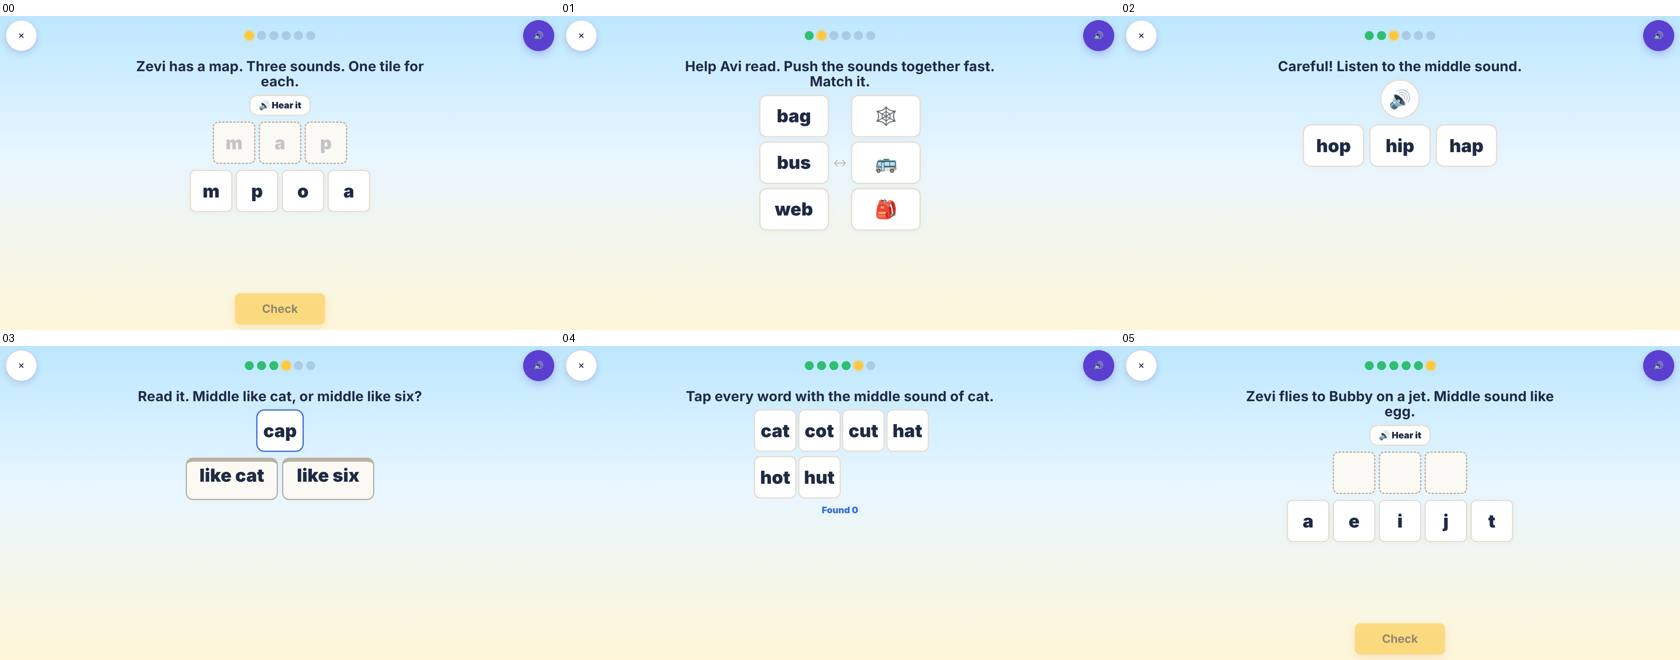 00
×
Zevi has a map. Three sounds. One tile for
each.
Hear it
m a p
m p o a
Check
01
×
Help Avi read. Push the sounds together fast.
Match it.
bag
bus ↔
web
02
×
Careful! Listen to the middle sound.
hop hip hap
03
×
Read it. Middle like cat, or middle like six?
cap
like cat like six
04
×
Tap every word with the middle sound of cat.
cat cot cut hat
hot hut
Found 0
05
×
Zevi flies to Bubby on a jet. Middle sound like
egg.
Hear it
a e i j t
Check